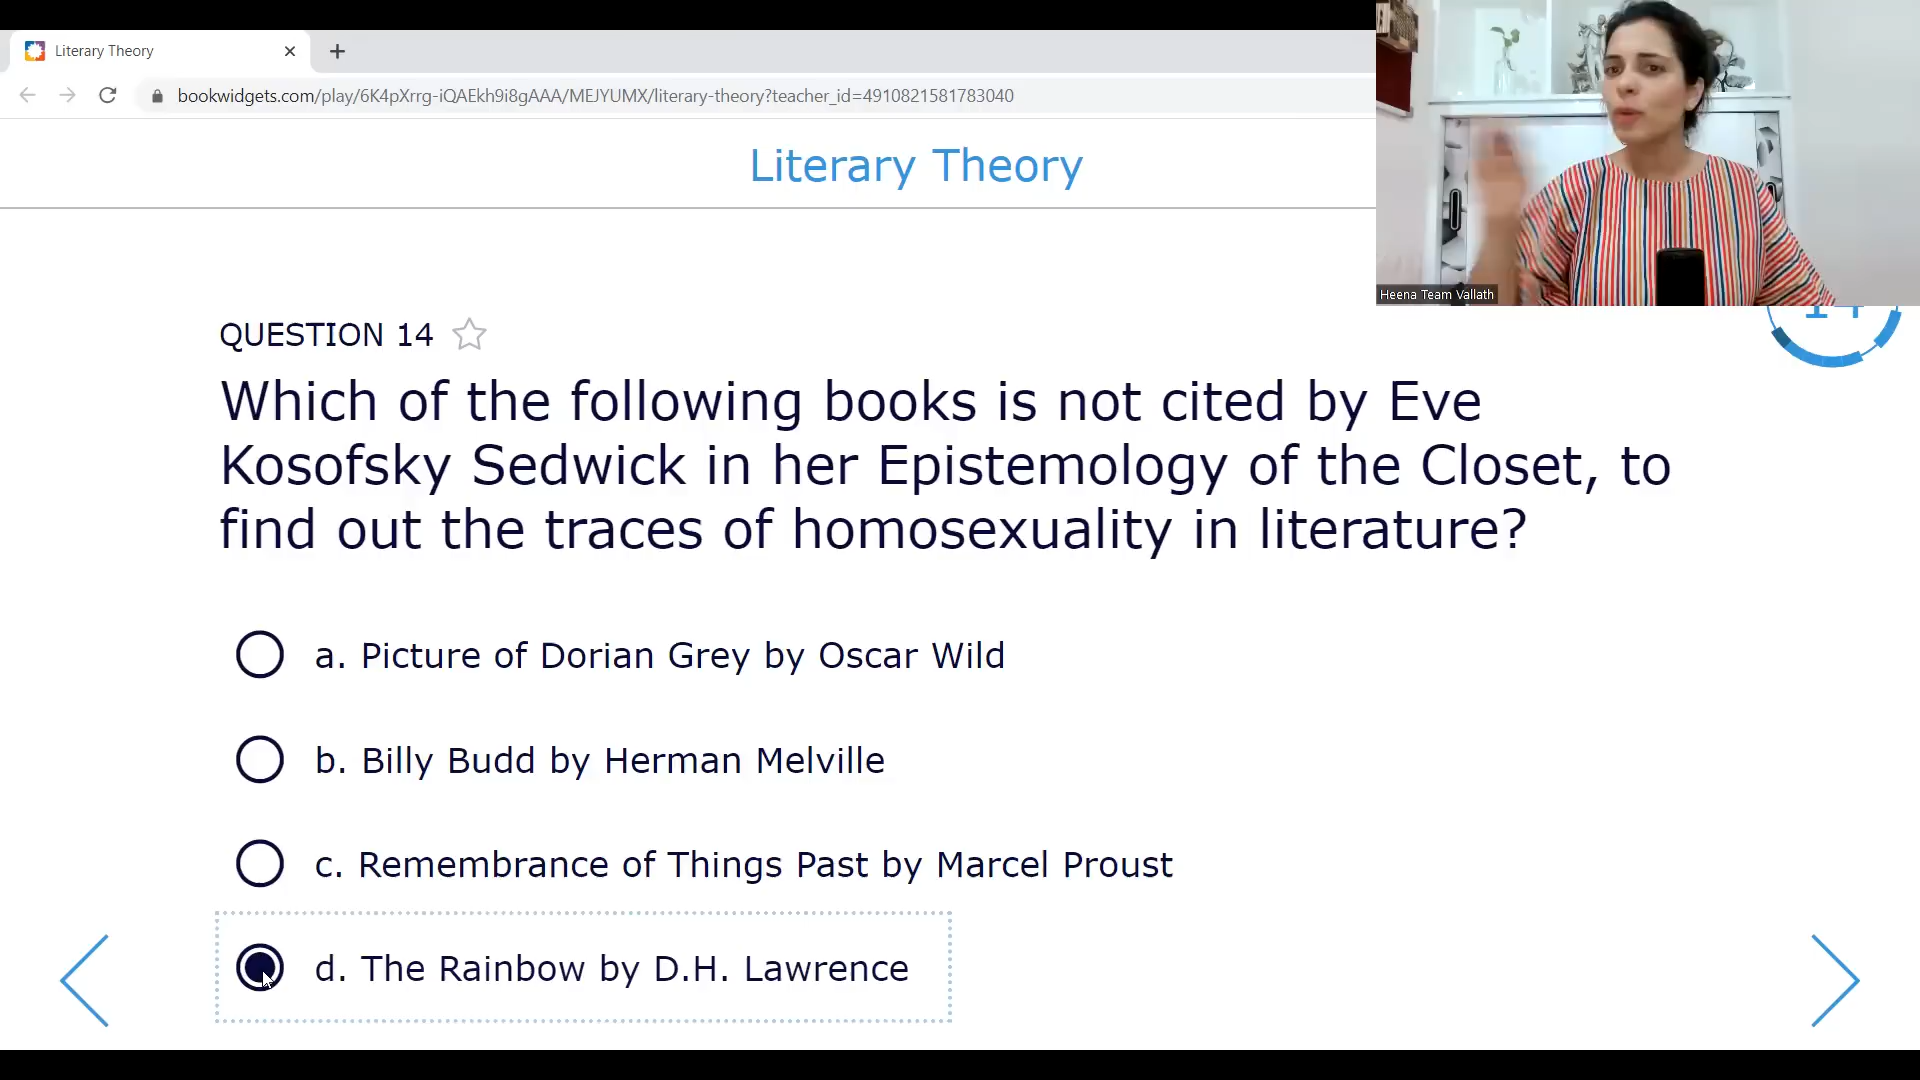 Literary Theory
bookwidgets.com/play/6K4pXrrg-iQAEkh9i8gAAA/MEJYUMX/literary-theory?teacher_id=4910821581783040
Literary Theory
Heena Team Vallath
14
QUESTION 14
Which of the following books is not cited by Eve
Kosofsky Sedwick in her Epistemology of the Closet, to
find out the traces of homosexuality in literature?
a. Picture of Dorian Grey by Oscar Wild
b. Billy Budd by Herman Melville
c. Remembrance of Things Past by Marcel Proust
d. The Rainbow by D.H. Lawrence